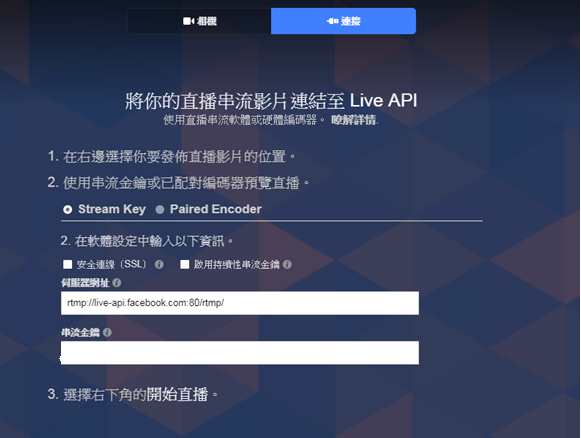 相機
連接
將你的直播串流影片連結至 Live API
使用直播串流軟體或硬體編碼器。 瞭解詳情.
1. 在右邊選擇你要發佈直播影片的位置。
2. 使用串流金鑰或已配對編碼器預覽直播。
Stream Key Paired Encoder
2. 在軟體設定中輸入以下資訊。
安全連線（SSL） 啟用持續性串流金鑰
伺服器網址
rtmp://live-api.facebook.com:80/rtmp/
串流金鑰
3. 選擇右下角的開始直播。